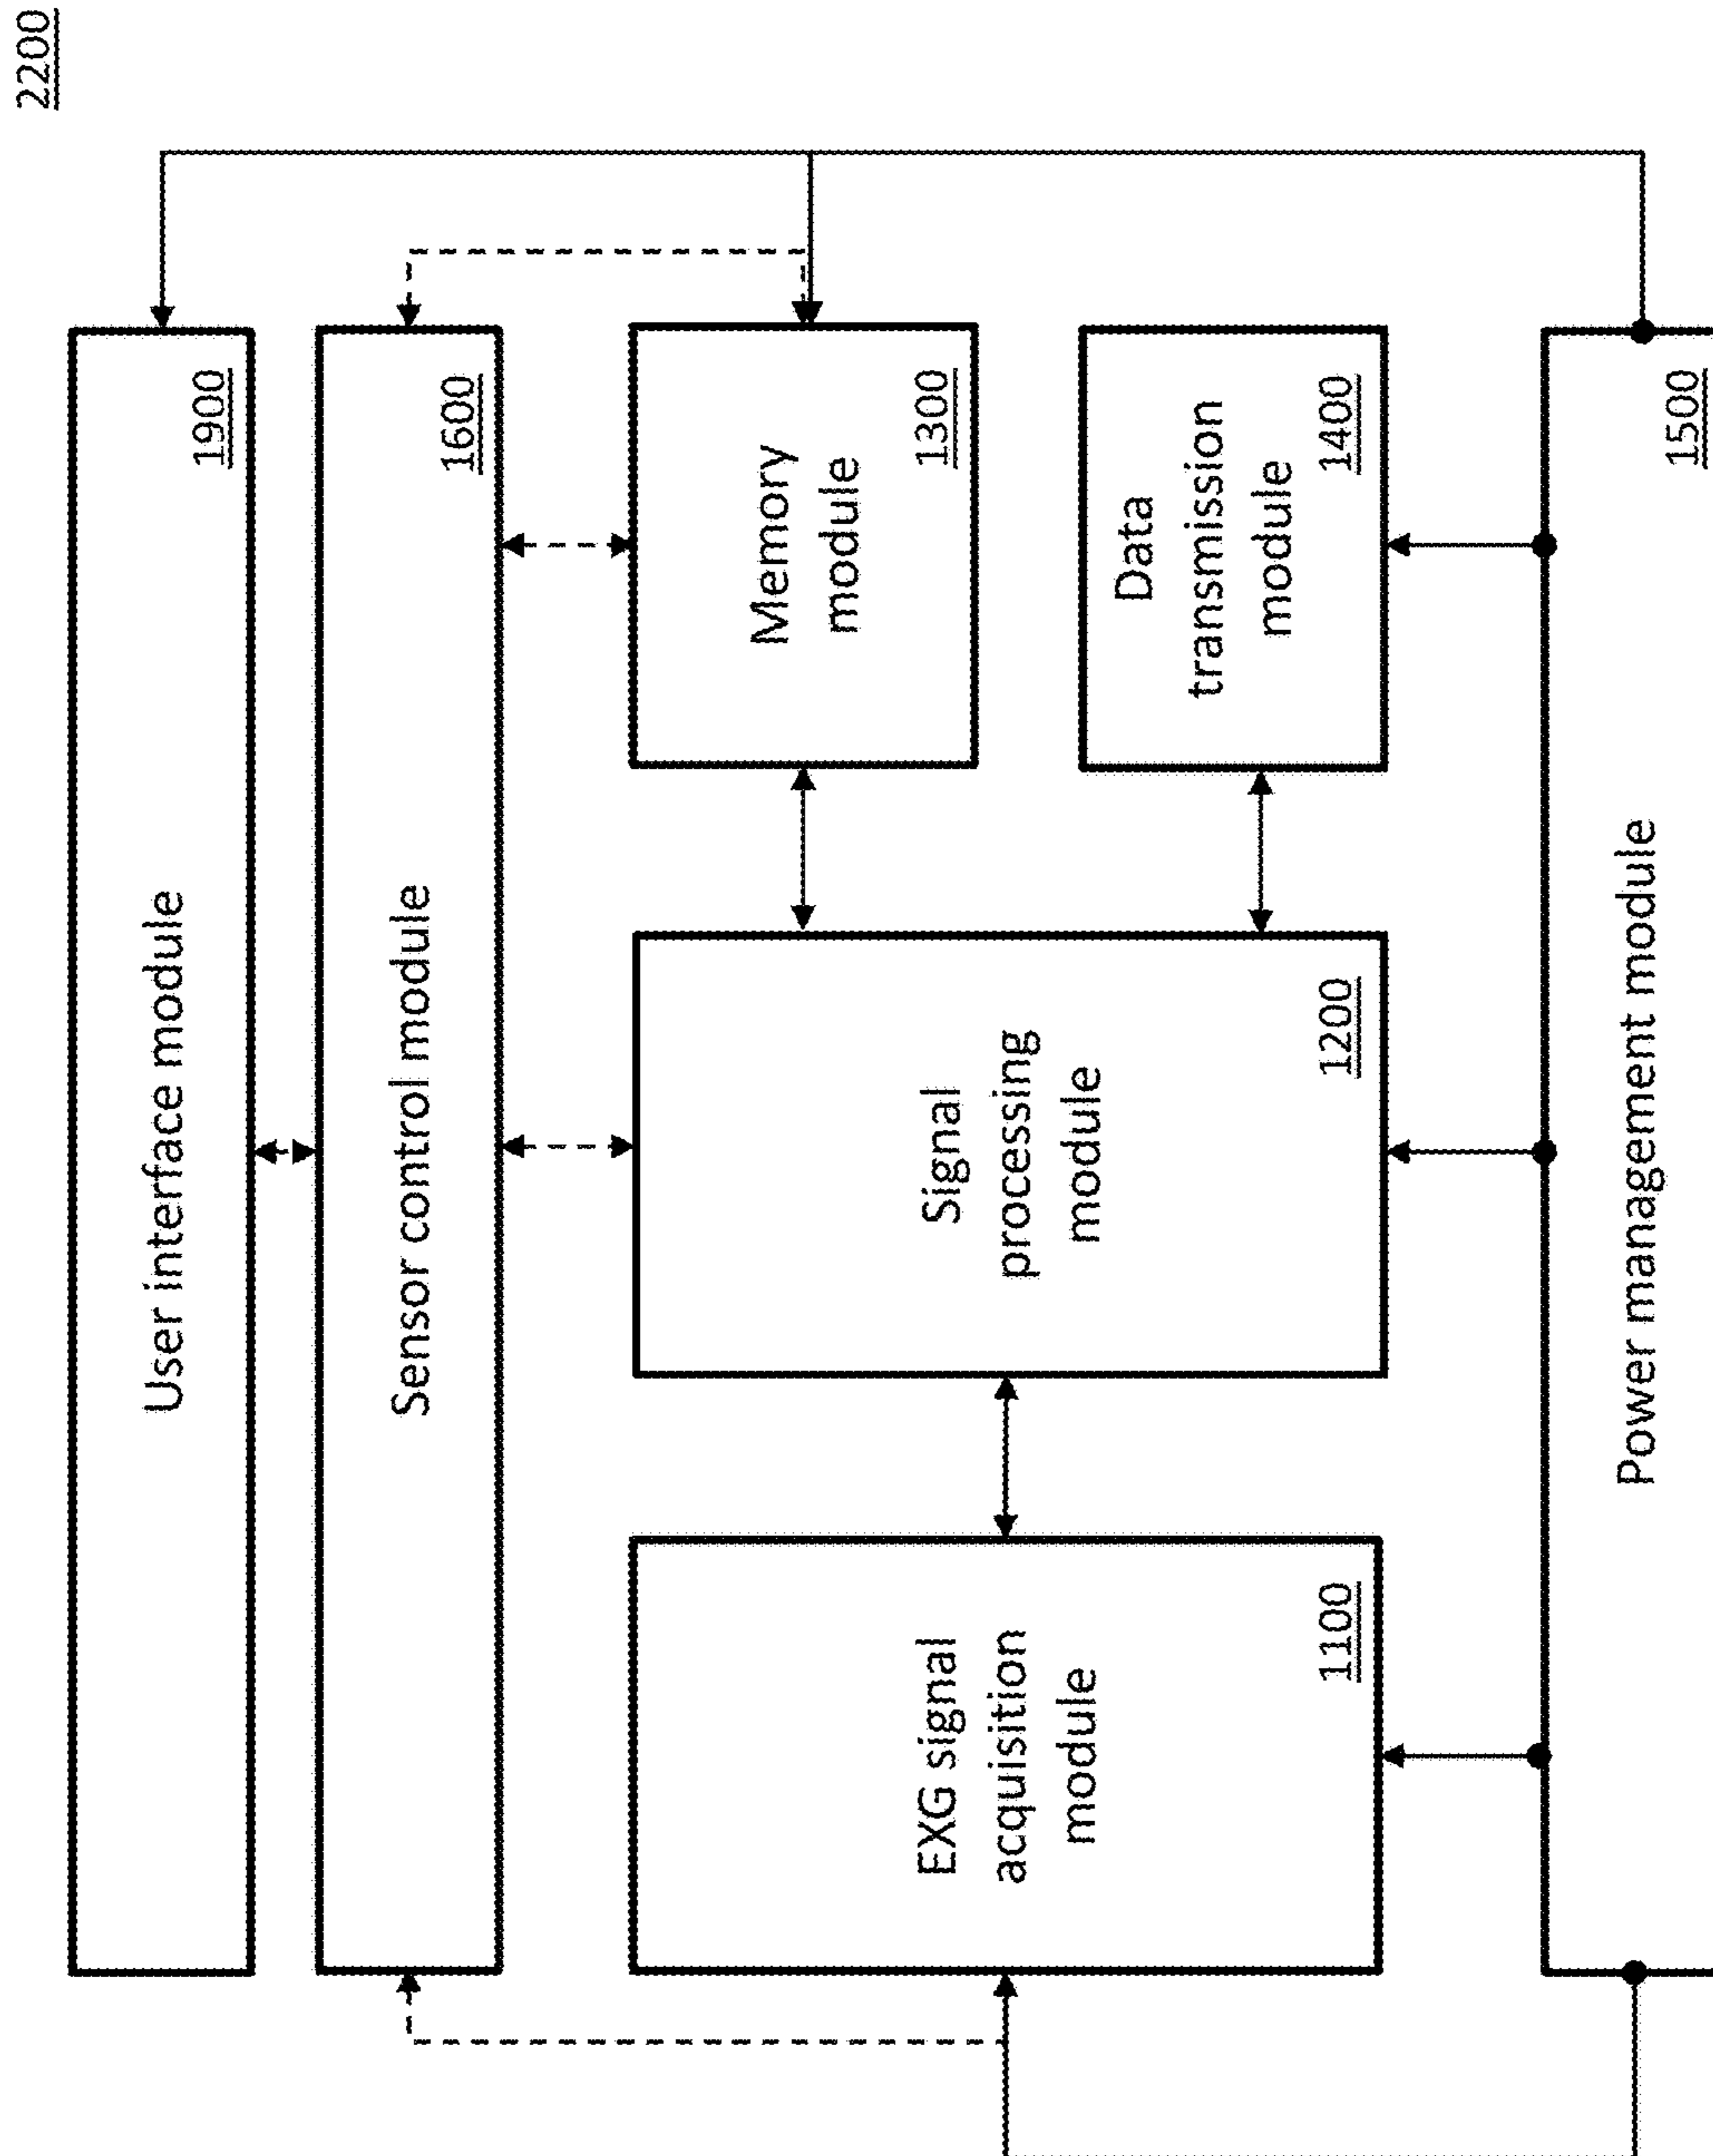 2200
User interface module
1900
Sensor control module
1600
EXG signal
acquisition
module
1100
Signal
processing
module
1200
Memory
module
1300
Data
transmission
module
1400
Power management module
1500